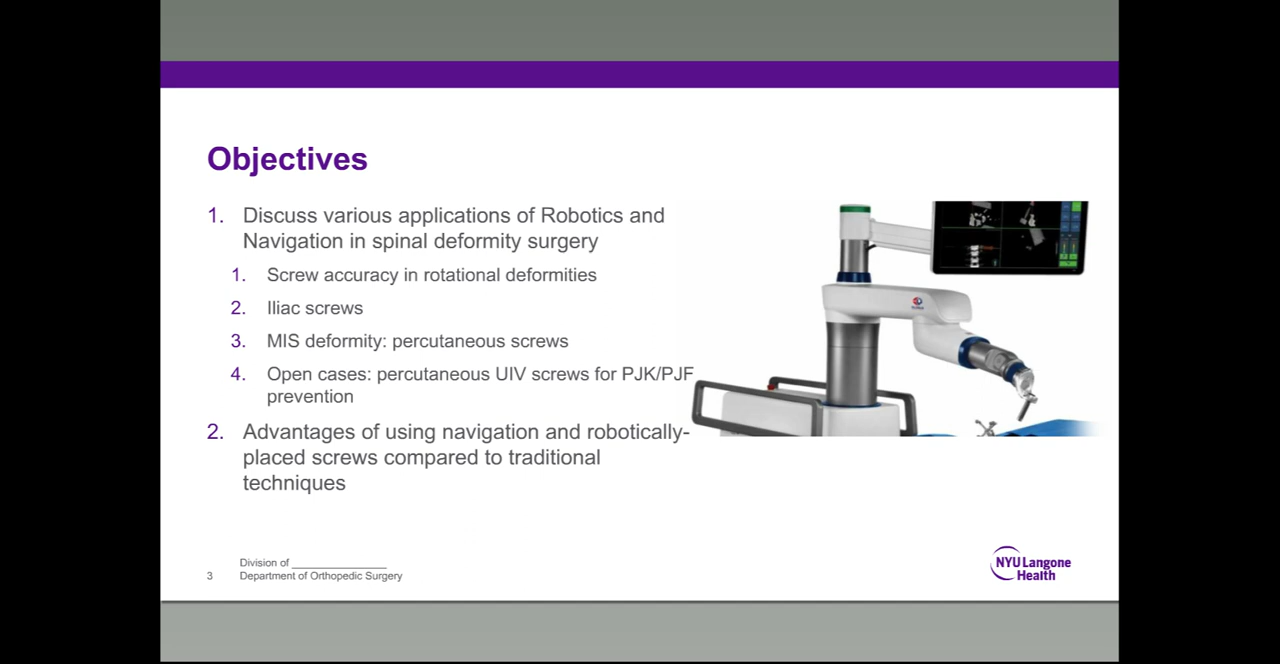 Objectives
1. Discuss various applications of Robotics and
Navigation in spinal deformity surgery
1. Screw accuracy in rotational deformities
2. Iliac screws
3. MIS deformity: percutaneous screws
4. Open cases: percutaneous UIV screws for PJK/PJF
prevention
2. Advantages of using navigation and robotically-
placed screws compared to traditional
techniques
Division of ________________
3 Department of Orthopedic Surgery
NYU Langone
Health